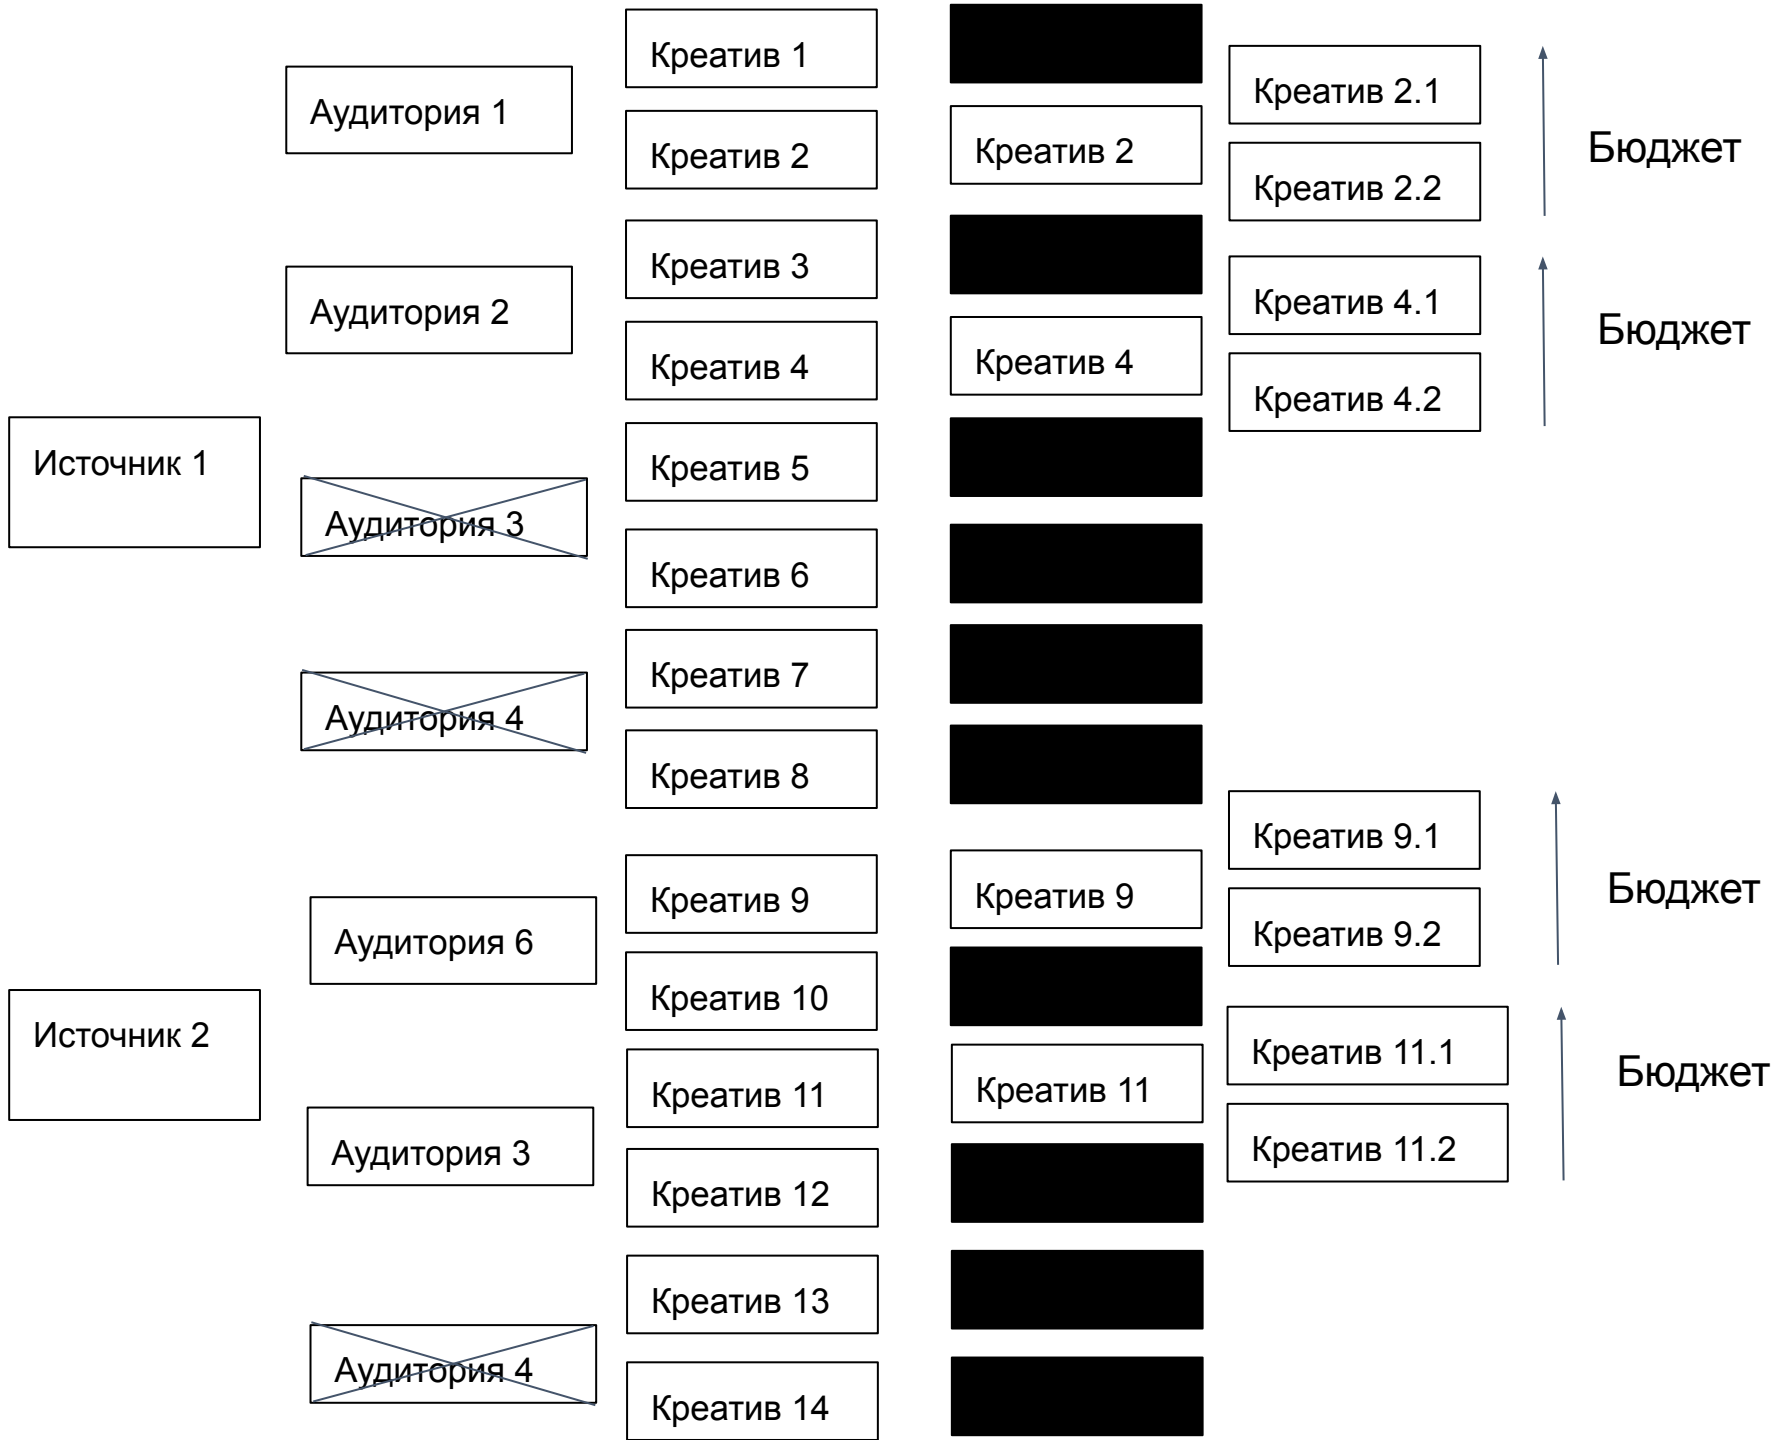 Источник 1
Источник 2
Аудитория 1
Аудитория 2
Аудитория 3
Аудитория 4
Аудитория 6
Аудитория 3
Аудитория 4
Креатив 1
Креатив 2
Креатив 3
Креатив 4
Креатив 5
Креатив 6
Креатив 7
Креатив 8
Креатив 9
Креатив 10
Креатив 11
Креатив 12
Креатив 13
Креатив 14
Креатив 2
Креатив 4
Креатив 9
Креатив 11
Креатив 2.1
Креатив 2.2
Креатив 4.1
Креатив 4.2
Креатив 9.1
Креатив 9.2
Креатив 11.1
Креатив 11.2
Бюджет
Бюджет
Бюджет
Бюджет